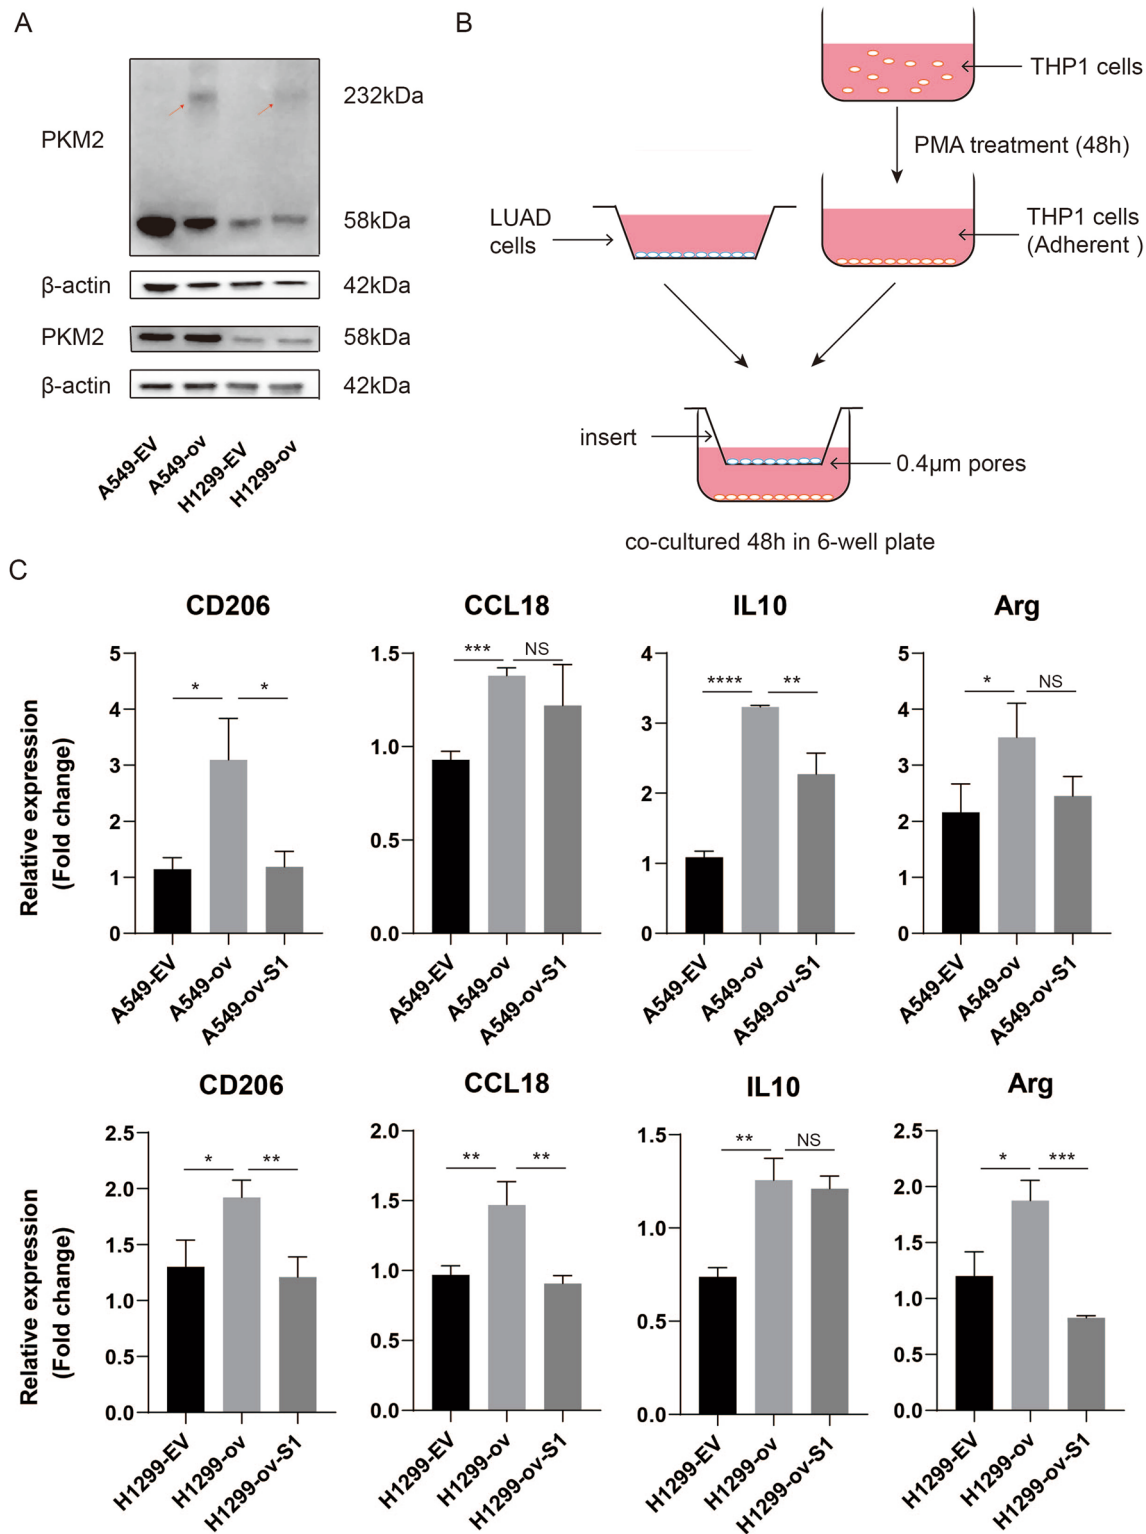 A
PKM2
232kDa
58kDa
β-actin
42kDa
PKM2
58kDa
β-actin
42kDa
A549-EV
A549-ov
H1299-EV
H1299-ov
B
THP1 cells
PMA treatment (48h)
LUAD
cells
THP1 cells
(Adherent )
insert
0.4μm pores
co-cultured 48h in 6-well plate
C
CD206
Relative expression
(Fold change)
5
4
3
2
1
0
*
*
A549-EV
A549-ov
A549-ov-S1
CCL18
1.5
1.0
0.5
0.0
***
NS
A549-EV
A549-ov
A549-ov-S1
IL10
4
3
2
1
0
****
**
A549-EV
A549-ov
A549-ov-S1
Arg
5
4
3
2
1
0
*
NS
A549-EV
A549-ov
A549-ov-S1
CD206
Relative expression
(Fold change)
2.5
2.0
1.5
1.0
0.5
0.0
*
**
H1299-EV
H1299-ov
H1299-ov-S1
CCL18
2.0
1.5
1.0
0.5
0.0
**
**
H1299-EV
H1299-ov
H1299-ov-S1
IL10
1.5
1.0
0.5
0.0
**
NS
H1299-EV
H1299-ov
H1299-ov-S1
Arg
2.5
2.0
1.5
1.0
0.5
0.0
*
***
H1299-EV
H1299-ov
H1299-ov-S1